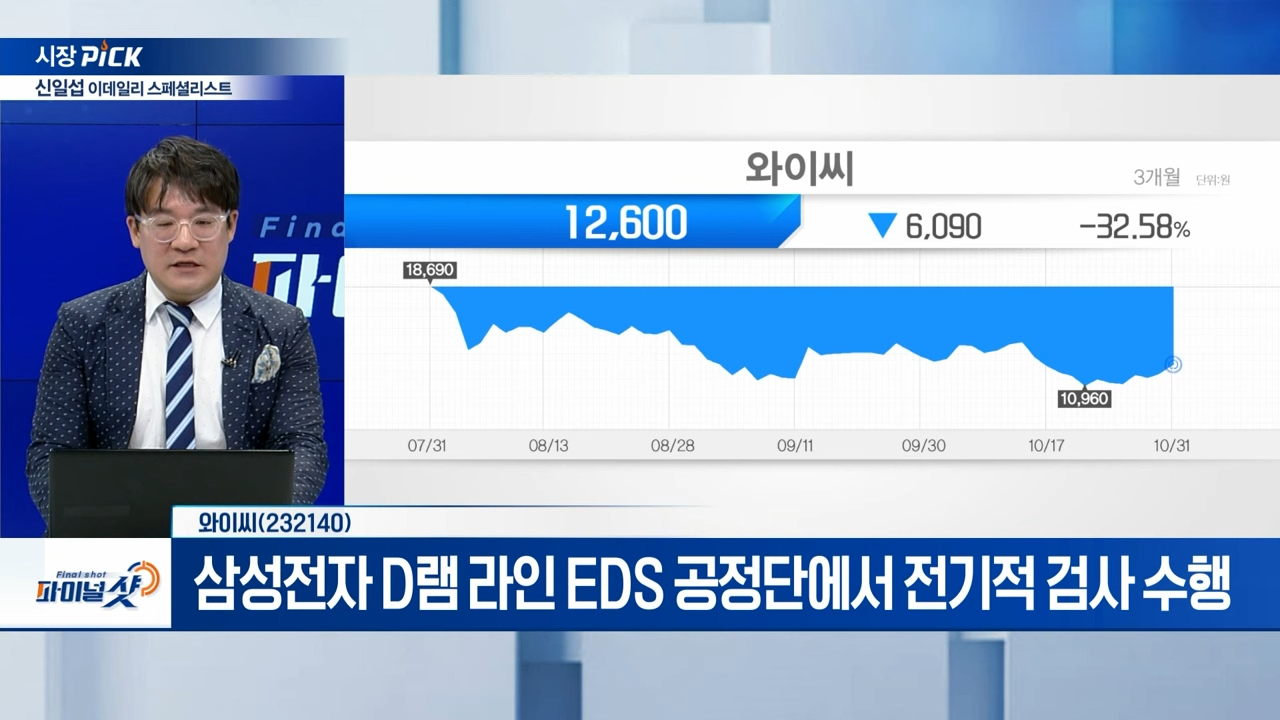 시장 PiCK
신일섭 이데일리 스페셜리스트
Fina
파이
와이씨
3개월 단위:원
12,600 ▼ 6,090 -32.58%
18,690
10,960
07/31 08/13 08/28 09/11 09/30 10/17 10/31
와이씨(232140)
Final shot
파이널샷
삼성전자 D램 라인 EDS 공정단에서 전기적 검사 수행